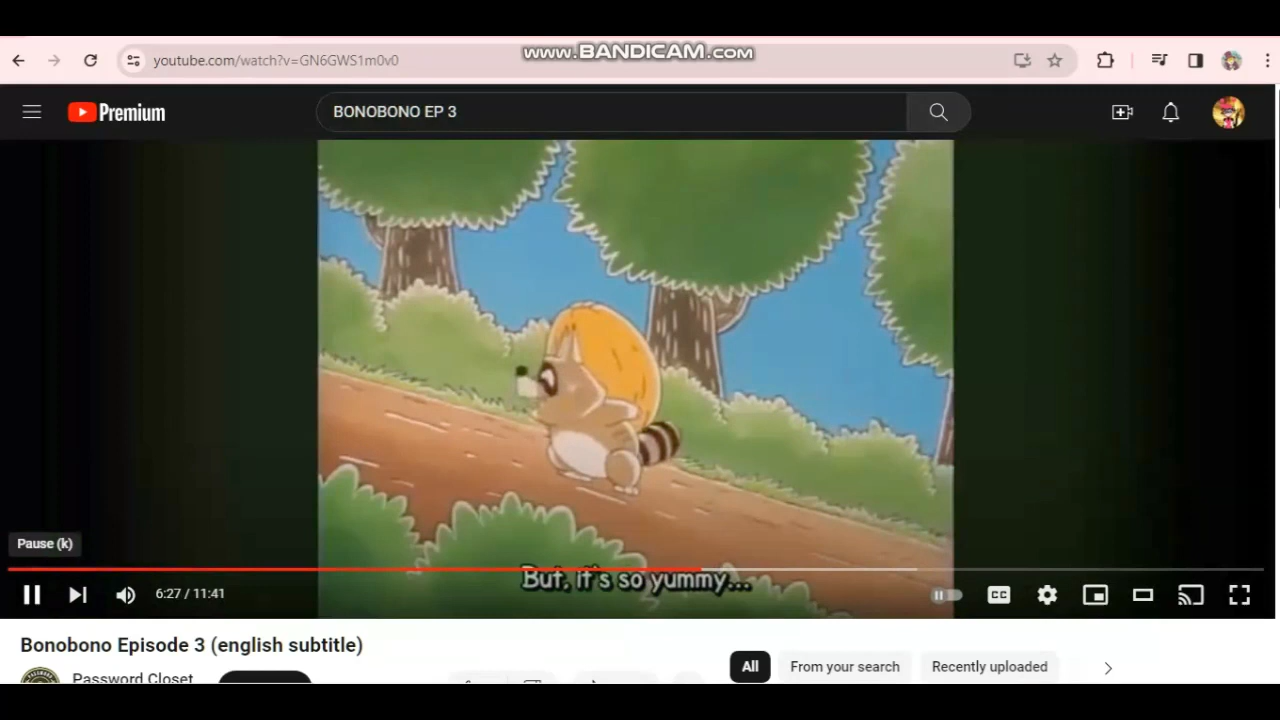 www.BANDICAM.com
youtube.com/watch?v=GN6GWS1m0v0
Premium
BONOBONO EP 3
Pause (k)
But, it's so yummy...
6:27 / 11:41
CC
Bonobono Episode 3 (english subtitle)
Password Closet
All
From your search
Recently uploaded